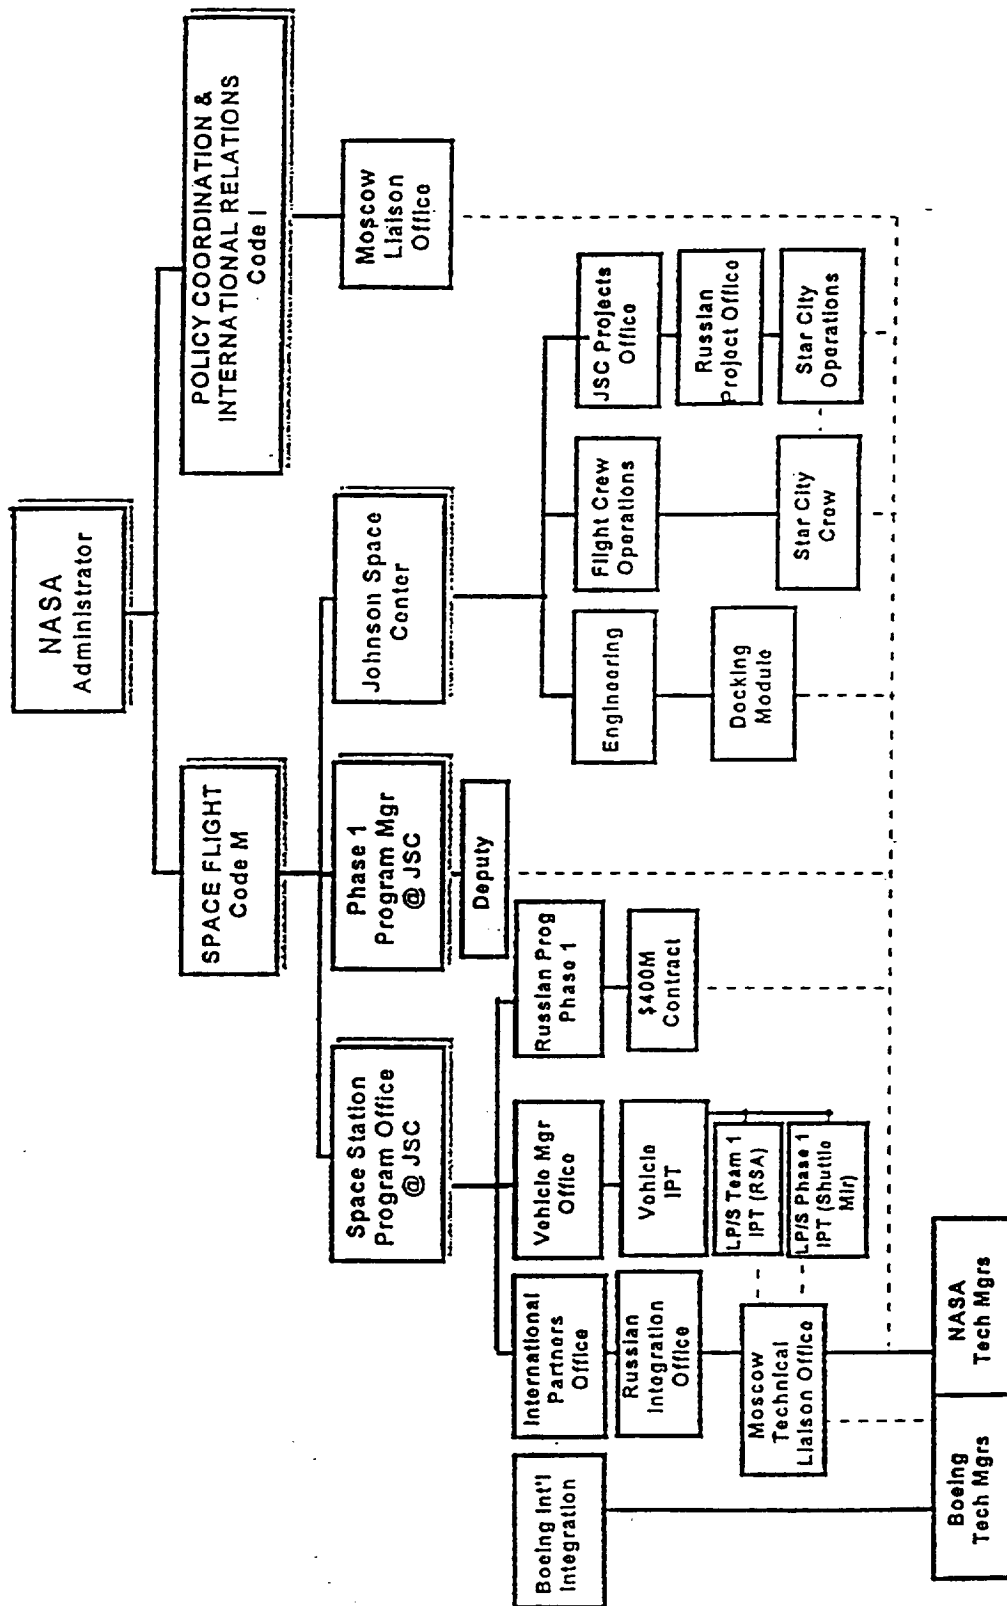 NASA
Administrator
SPACE FLIGHT
Code M
POLICY COORDINATION &
INTERNATIONAL RELATIONS
Code I
Space Station
Program Office
@ JSC
Phase 1
Program Mgr
@ JSC
Deputy
Johnson Space
Center
Moscow
Liaison
Office
Boeing Int'l
Integration
International
Partners
Office
Vehicle Mgr
Office
Russian Prog
Phase 1
Engineering
Flight Crew
Operations
JSC Projects
Office
Russian
Integration
Office
Vehicle
IPT
$400M
Contract
Russian
Project Office
Moscow
Technical
Liaison Office
LP/S Team 1
IPT (RSA)
LP/S Phase 1
IPT (Shuttle
Mir)
Docking
Module
Star City
Crew
Star City
Operations
Boeing
Tech Mgrs
NASA
Tech Mgrs